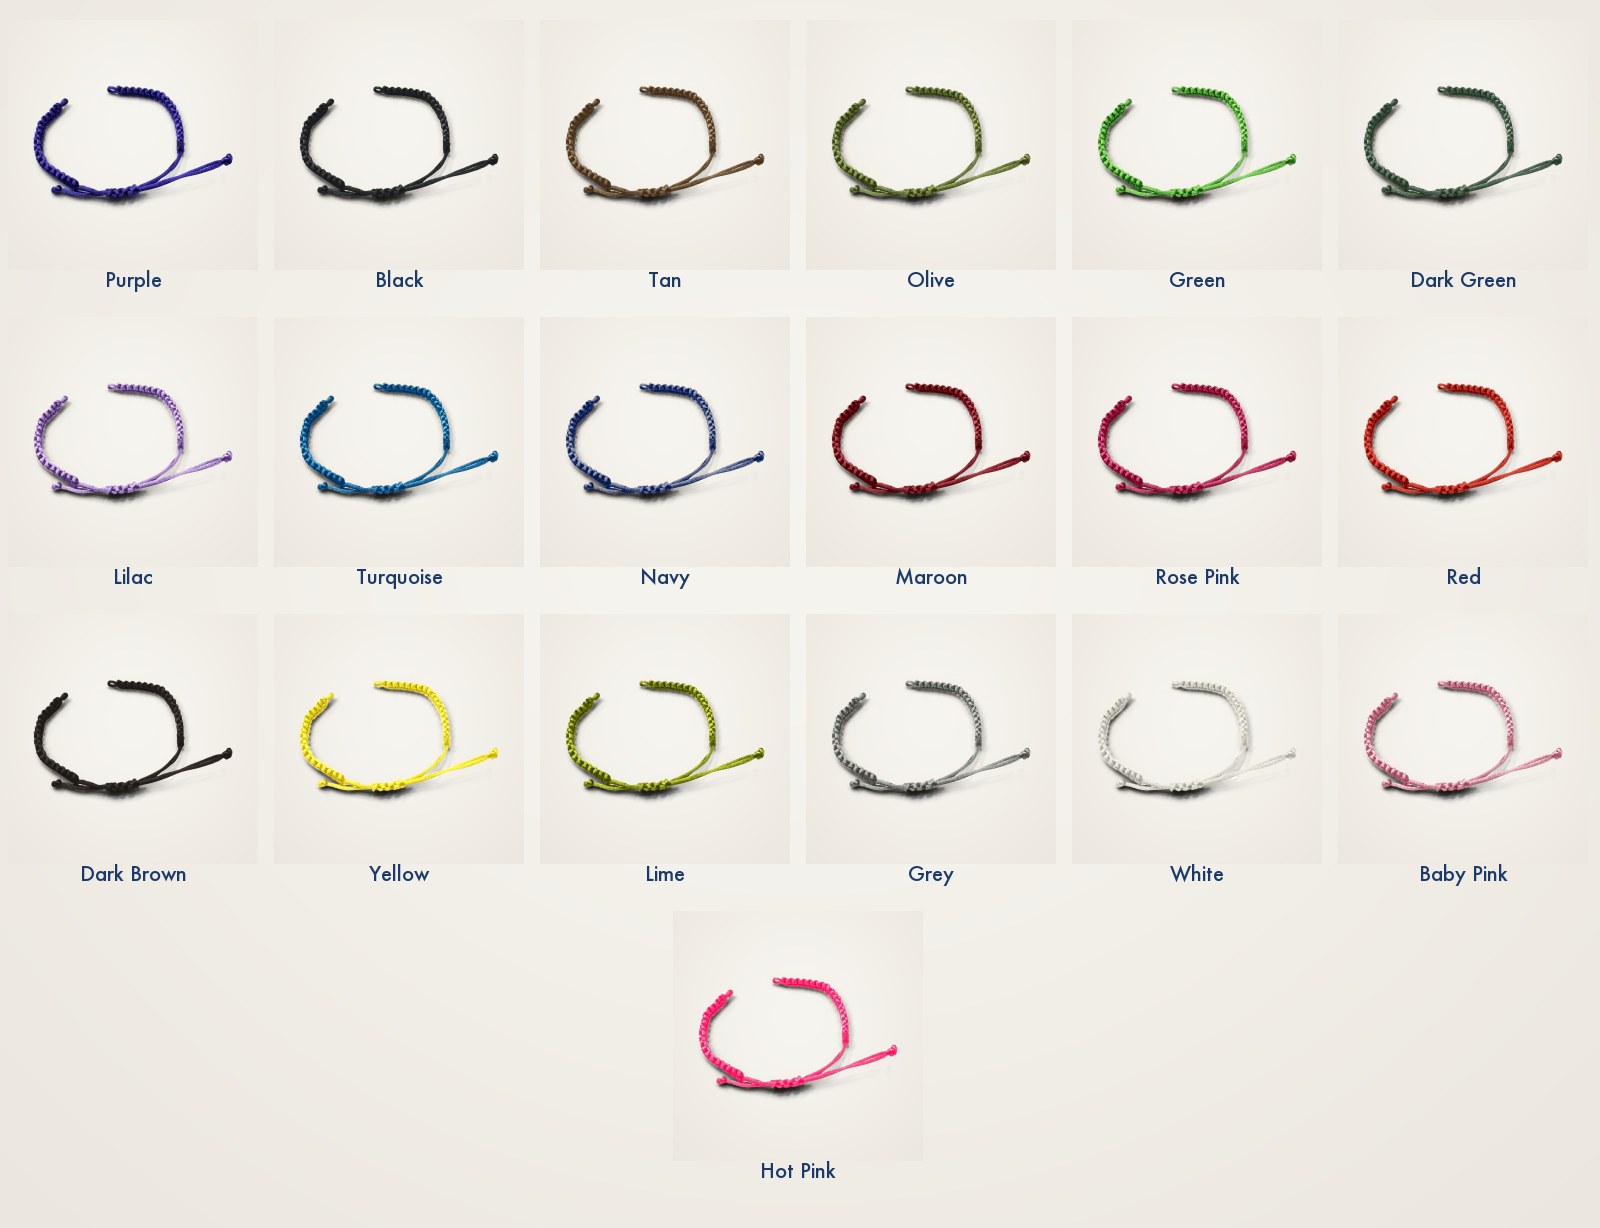 Purple
Black
Tan
Olive
Green
Dark Green
Lilac
Turquoise
Navy
Maroon
Rose Pink
Red
Dark Brown
Yellow
Lime
Grey
White
Baby Pink
Hot Pink